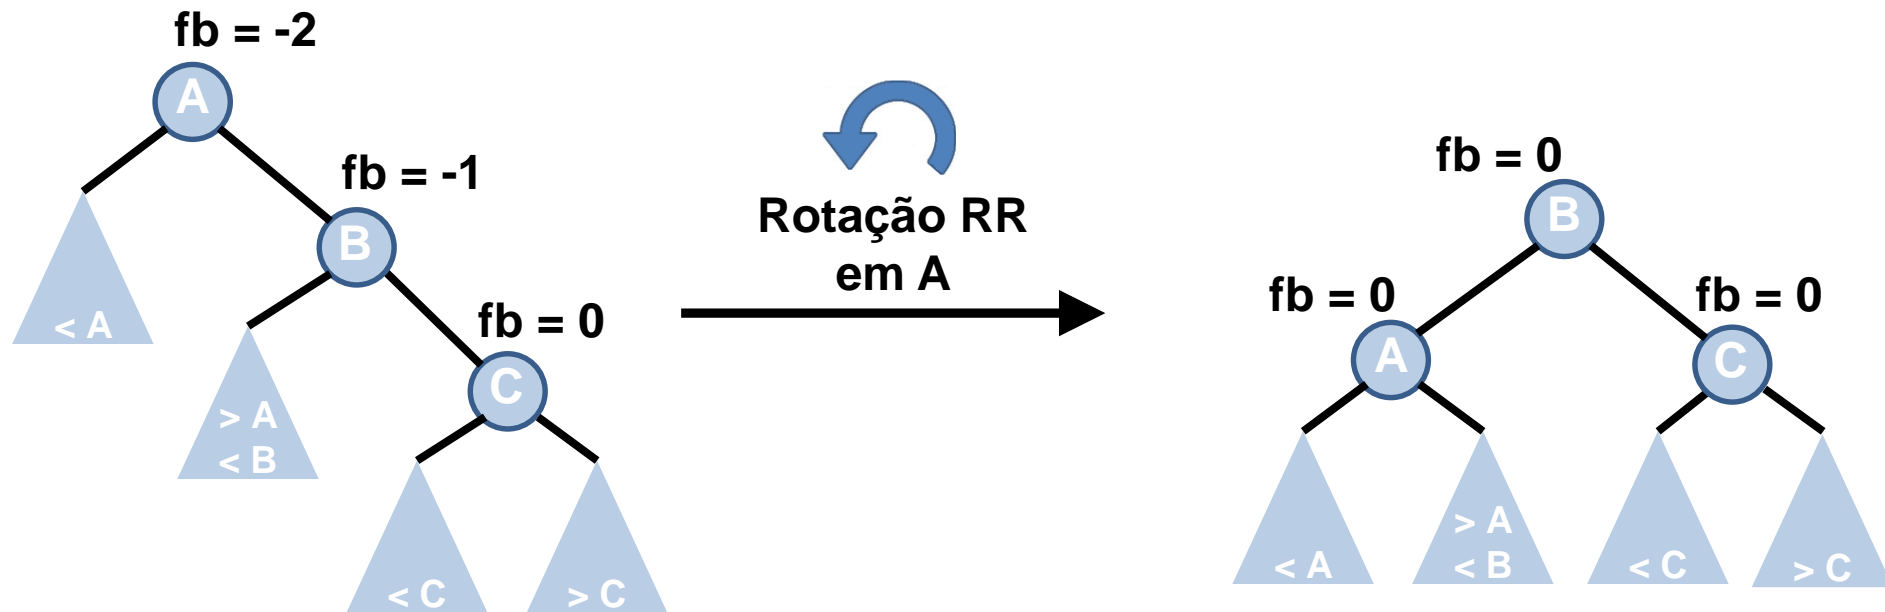 fb = -2
A
fb = -1
B
fb = 0
C
< A
> A
< B
< C
> C
Rotação RR
em A
fb = 0
B
fb = 0
A
fb = 0
C
< A
> A
< B
< C
> C